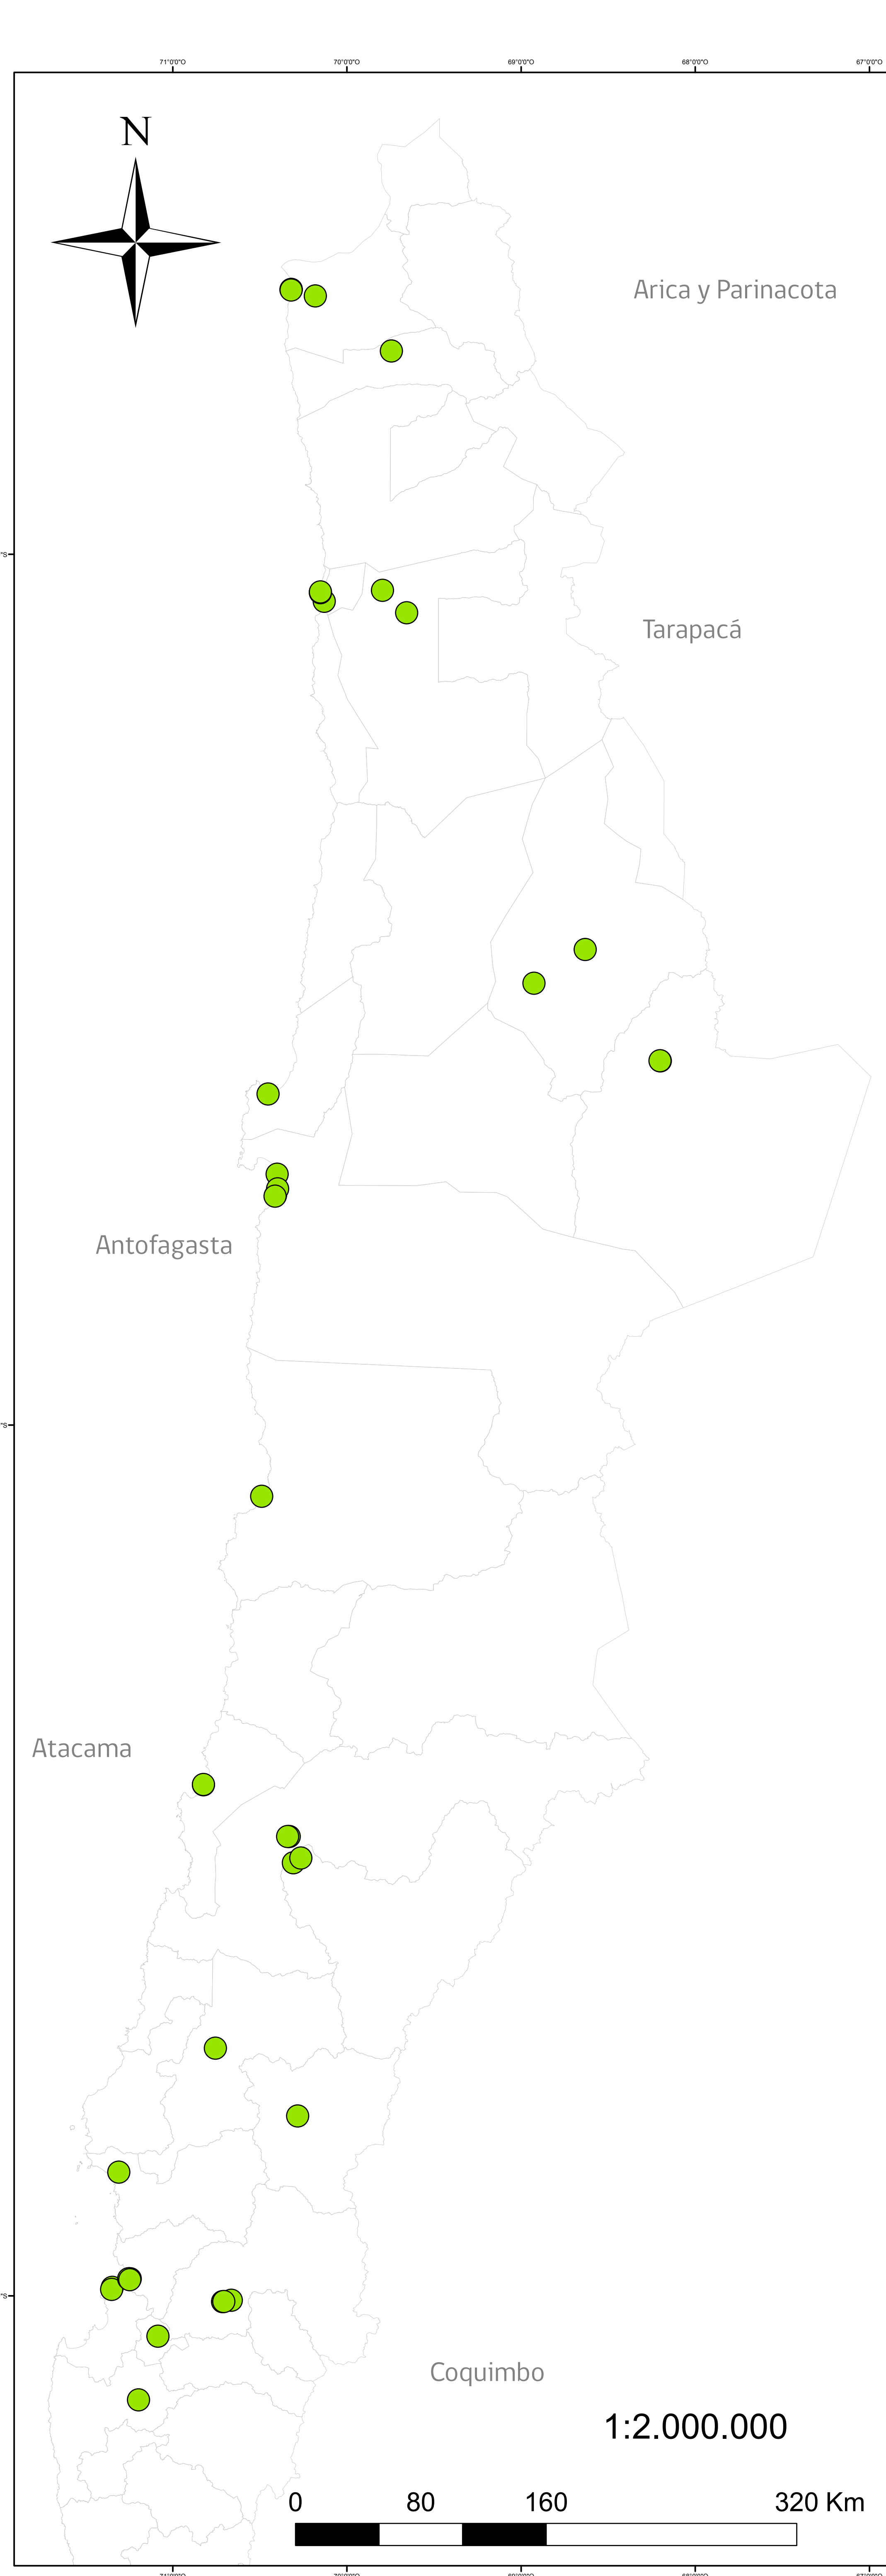 71°0'0"O 70°0'0"O 69°0'0"O 68°0'0"O 67°0'0"O
N
Arica y Parinacota
"S
Tarapacá
Antofagasta
"S
Atacama
"S
Coquimbo
1:2.000.000
0 80 160 320 Km